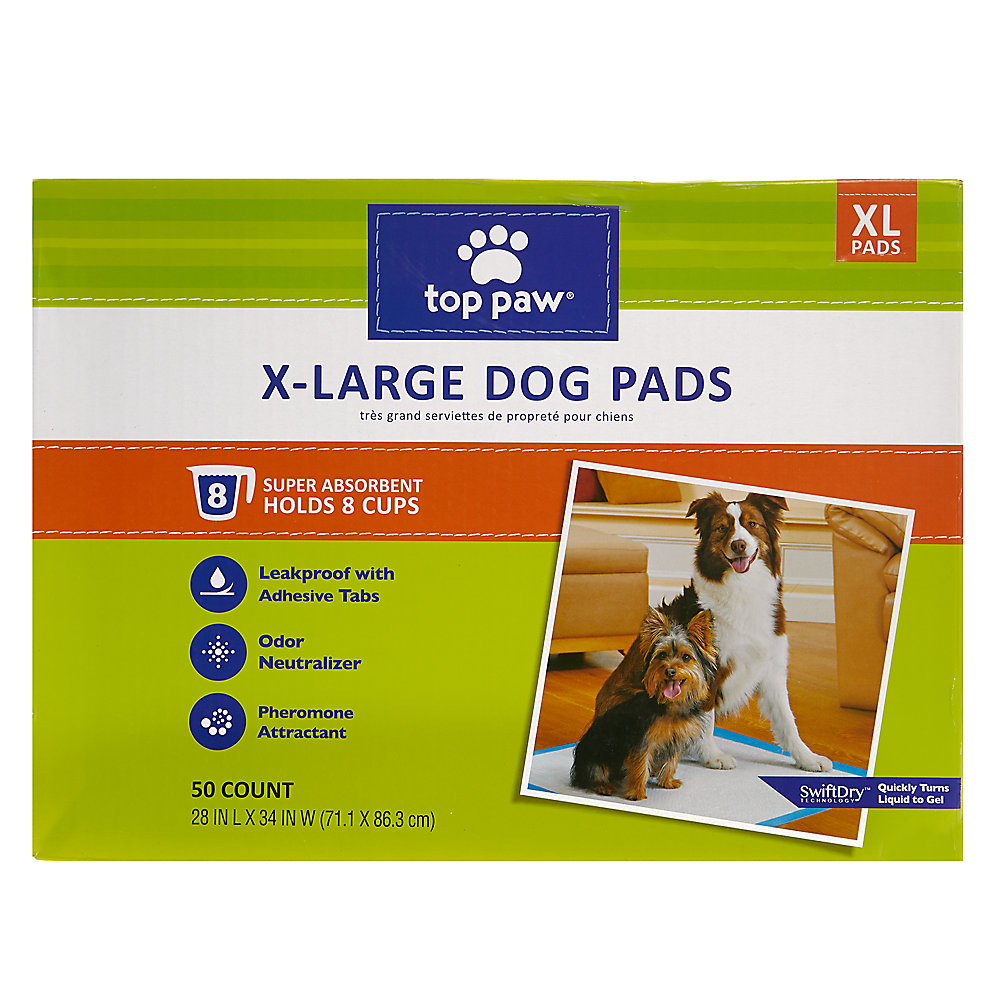 XL
PADS
top paw®
X-LARGE DOG PADS
très grand serviettes de propreté pour chiens
8
SUPER ABSORBENT
HOLDS 8 CUPS
Leakproof with
Adhesive Tabs
Odor
Neutralizer
Pheromone
Attractant
50 COUNT
28 IN L X 34 IN W (71.1 X 86.3 cm)
SwiftDry™
TECHNOLOGY
Quickly Turns
Liquid to Gel